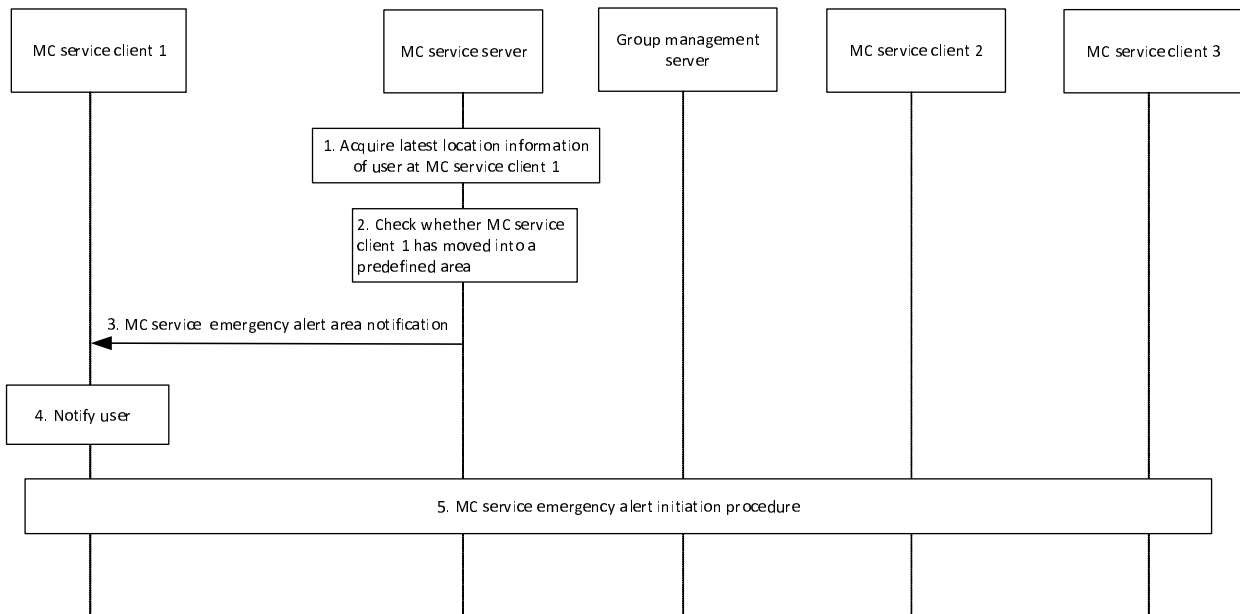 MC service client 1
MC service server
Group management
server
MC service client 2
MC service client 3
1. Acquire latest location information
of user at MC service client 1
2. Check whether MC service
client 1 has moved into a
predefined area
3. MC service emergency alert area notification
4. Notify user
5. MC service emergency alert initiation procedure